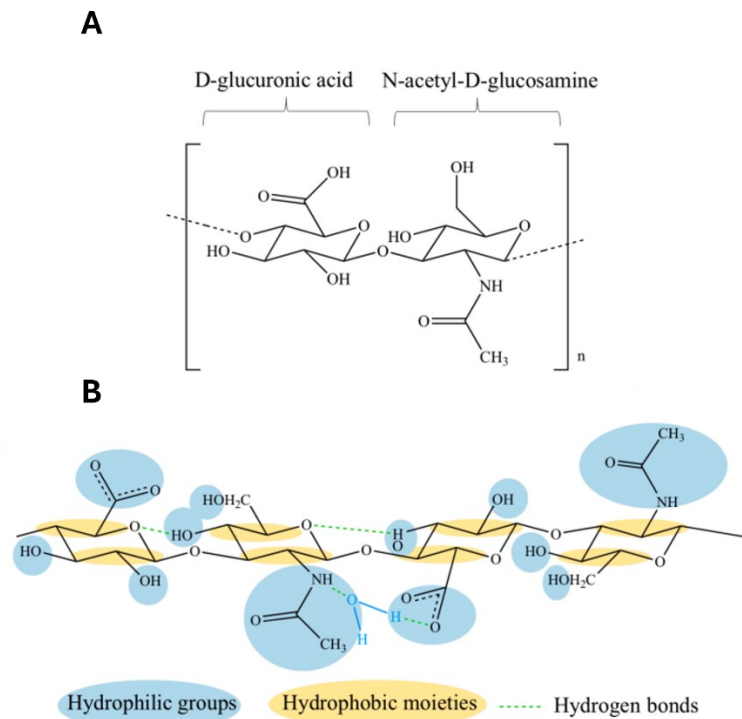 A
D-glucuronic acid N-acetyl-D-glucosamine
OH
OH
O
O
O
O
HO
HO
O
OH
NH
O
CH₃
n
B
CH₃
O
O
O
HOH₂C
OH
NH
O
HO
O
H
O
O
HO
O
O
O
HO
O
OH
NH
O
HOH₂C
O
H
O
O
CH₃
H
Hydrophilic groups Hydrophobic moieties Hydrogen bonds